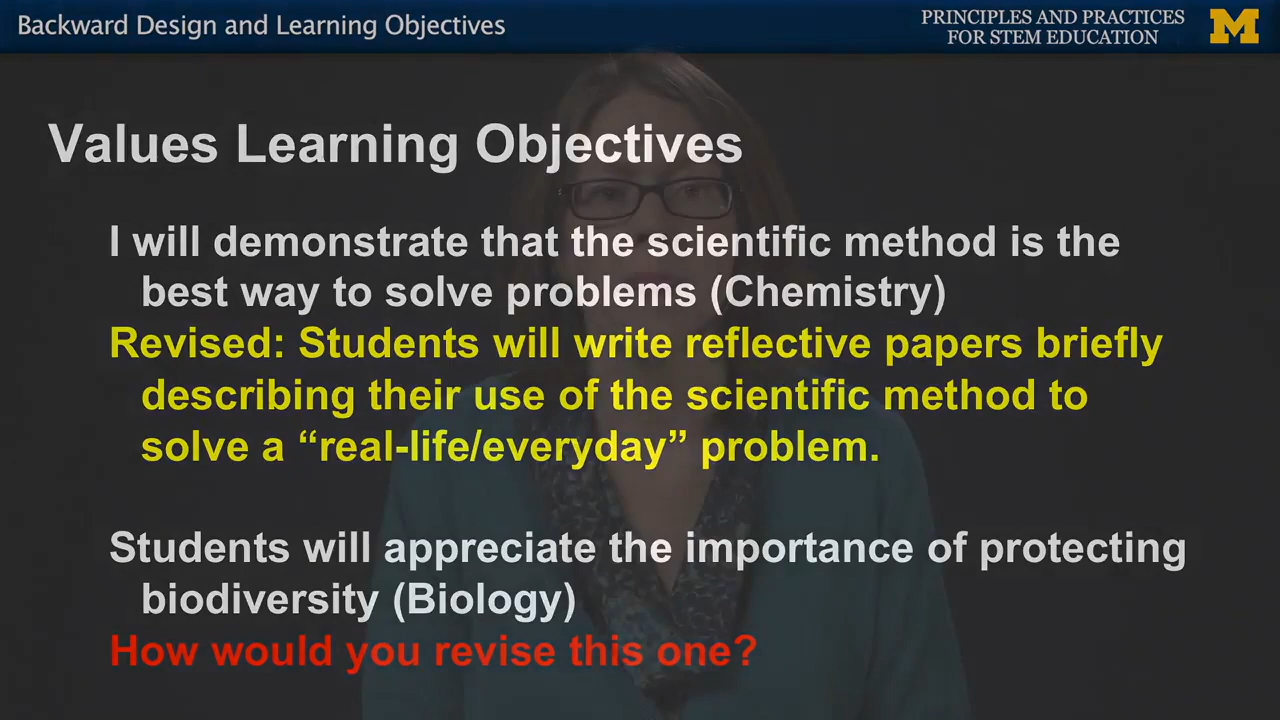 Backward Design and Learning Objectives
PRINCIPLES AND PRACTICES
FOR STEM EDUCATION
M
Values Learning Objectives
I will demonstrate that the scientific method is the
best way to solve problems (Chemistry)
Revised: Students will write reflective papers briefly
describing their use of the scientific method to
solve a “real-life/everyday” problem.
Students will appreciate the importance of protecting
biodiversity (Biology)
How would you revise this one?